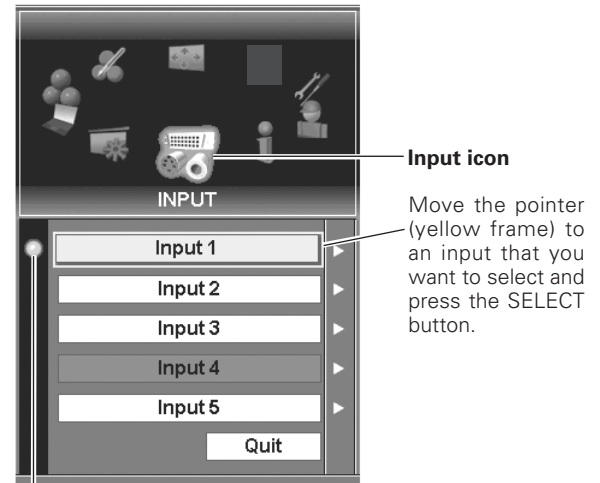 INPUT
Input 1
Input 2
Input 3
Input 4
Input 5
Quit
Input icon
Move the pointer
(yellow frame) to
an input that you
want to select and
press the SELECT
button.